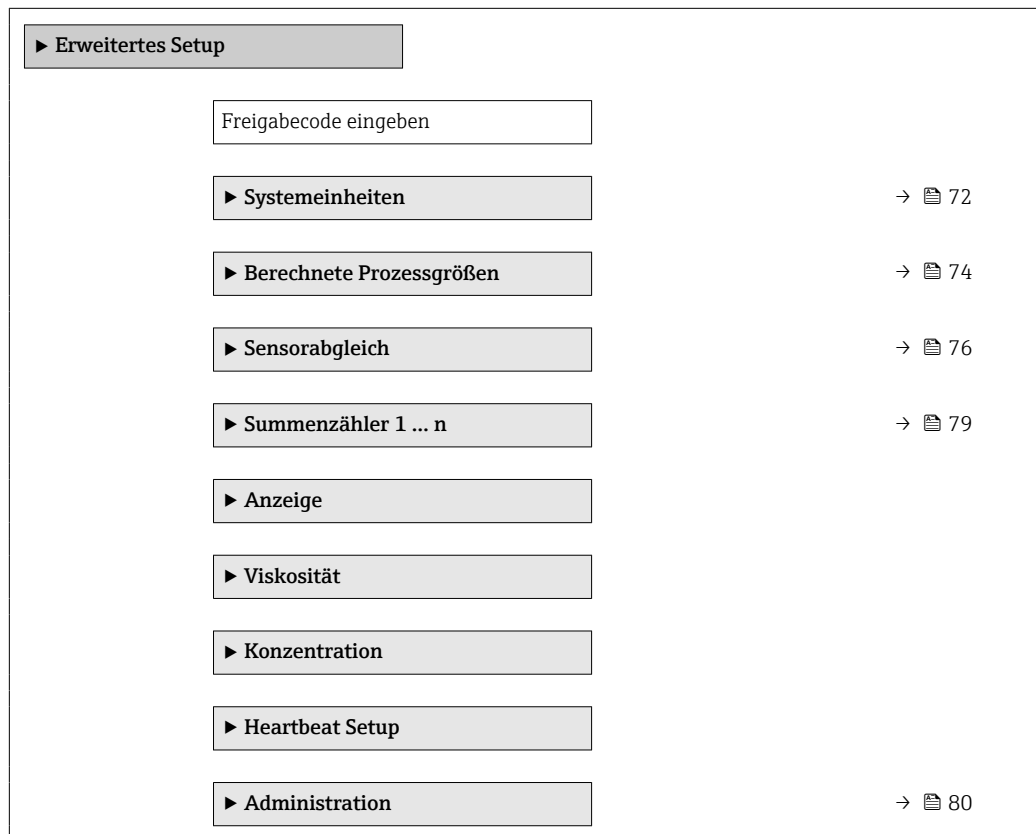 ▶ Erweitertes Setup
Freigabecode eingeben
▶ Systemeinheiten → 72
▶ Berechnete Prozessgrößen → 74
▶ Sensorabgleich → 76
▶ Summenzähler 1 … n → 79
▶ Anzeige
▶ Viskosität
▶ Konzentration
▶ Heartbeat Setup
▶ Administration → 80